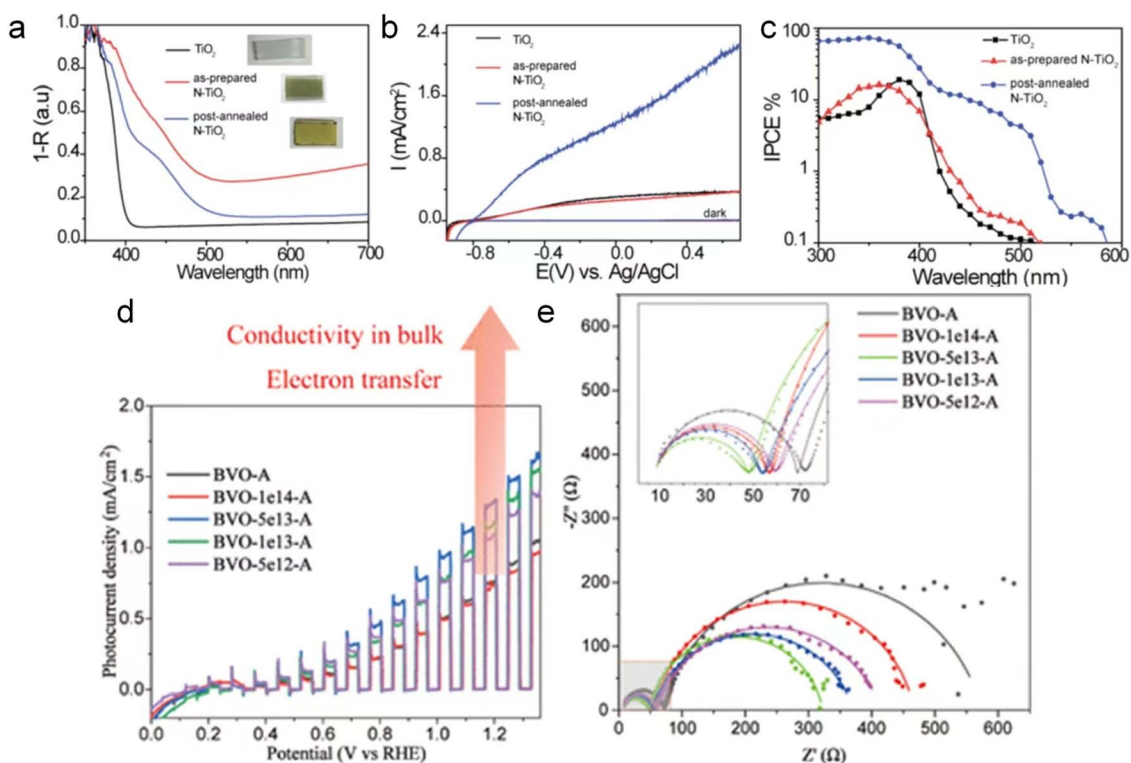 a
1-R (a.u)
1.0
0.8
0.6
0.4
0.2
0.0
400
500
600
700
Wavelength (nm)
TiO₂
as-prepared
N-TiO₂
post-annealed
N-TiO₂
b
I (mA/cm²)
2.4
1.6
0.8
0.0
-0.8
-0.4
0.0
0.4
E(V) vs. Ag/AgCl
TiO₂
as-prepared
N-TiO₂
post-annealed
N-TiO₂
dark
c
IPCE %
100
10
1
0.1
300
400
500
600
Wavelength (nm)
TiO₂
as-prepared N-TiO₂
post-annealed
N-TiO₂
d
Conductivity in bulk
Electron transfer
Photocurrent density (mA/cm²)
2.0
1.5
1.0
0.5
0.0
0.0
0.2
0.4
0.6
0.8
1.0
1.2
Potential (V vs RHE)
BVO-A
BVO-1e14-A
BVO-5e13-A
BVO-1e13-A
BVO-5e12-A
e
-Z'' (Ω)
600
500
400
300
200
100
0
0
100
200
300
400
500
600
Z' (Ω)
10
30
50
70
BVO-A
BVO-1e14-A
BVO-5e13-A
BVO-1e13-A
BVO-5e12-A